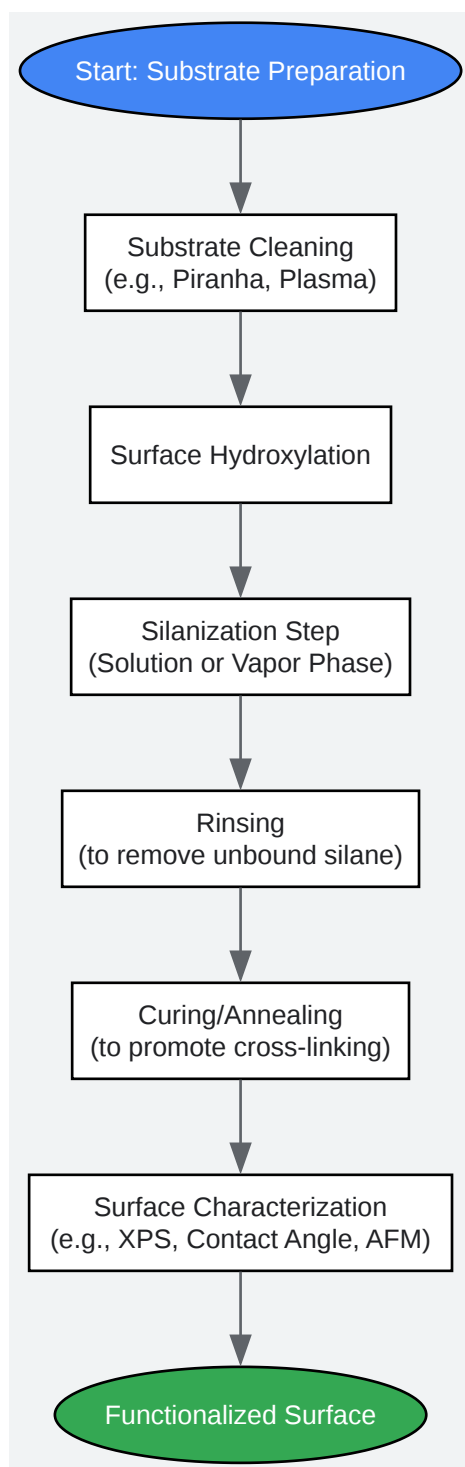 Start: Substrate Preparation
Substrate Cleaning
(e.g., Piranha, Plasma)
Surface Hydroxylation
Silanization Step
(Solution or Vapor Phase)
Rinsing
(to remove unbound silane)
Curing/Annealing
(to promote cross-linking)
Surface Characterization
(e.g., XPS, Contact Angle, AFM)
Functionalized Surface